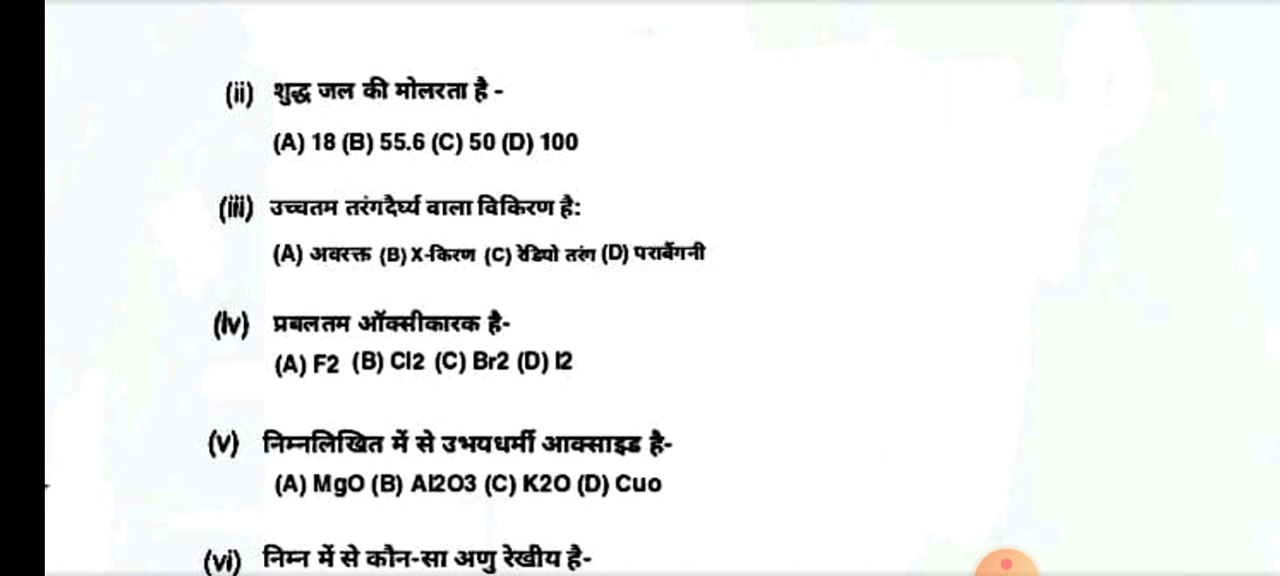 (ii) शुद्ध जल की मोलरता है -
(A) 18 (B) 55.6 (C) 50 (D) 100
(iii) उच्चतम तरंगदैर्घ्य वाला विकिरण है:
(A) अवरक्त (B) X-किरण (C) रेडियो तरंग (D) पराबैंगनी
(iv) प्रबलतम ऑक्सीकारक है-
(A) F2 (B) Cl2 (C) Br2 (D) I2
(v) निम्नलिखित में से उभयधर्मी आक्साइड है-
(A) MgO (B) Al2O3 (C) K2O (D) Cuo
(vi) निम्न में से कौन-सा अणु रेखीय है-